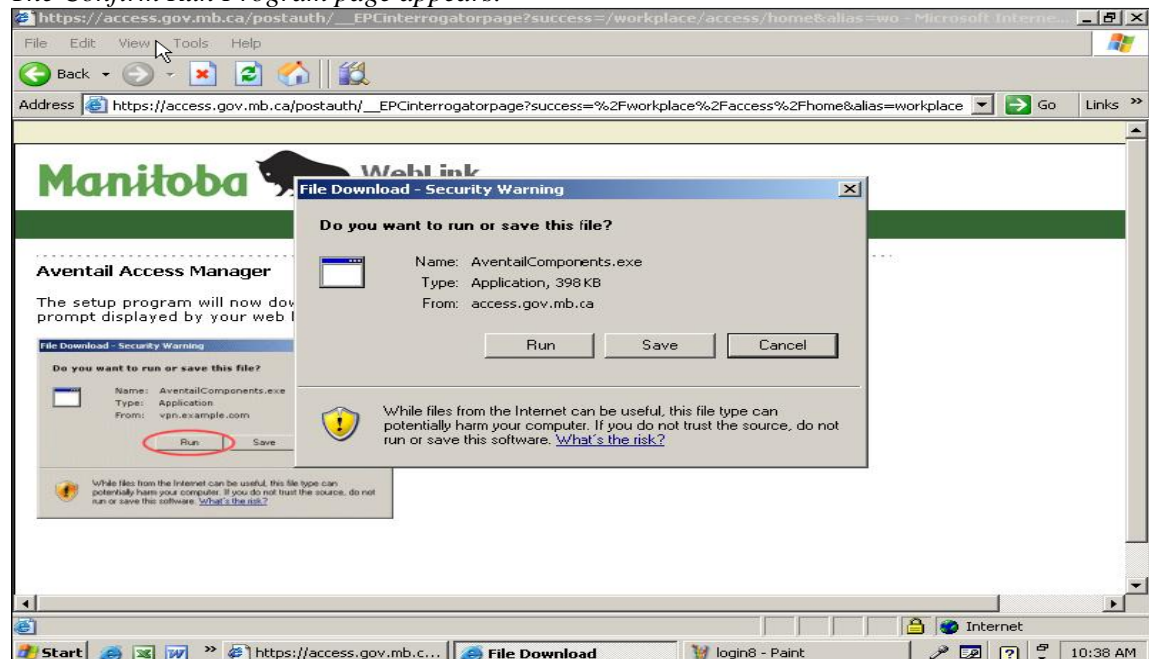 The Confirm Run Program page appears.
https://access.gov.mb.ca/postauth/__EPCinterrogatorpage?success=/workplace/access/home&alias=wo - Microsoft Interne...
File Edit View Tools Help
Back
Address https://access.gov.mb.ca/postauth/__EPCinterrogatorpage?success=%2Fworkplace%2Faccess%2Fhome&alias=workplace Go Links »
Manitoba WebLink
File Download - Security Warning
Do you want to run or save this file?
Name: AventailComponents.exe
Type: Application, 398 KB
From: access.gov.mb.ca
Run Save Cancel
While files from the Internet can be useful, this file type can
potentially harm your computer. If you do not trust the source, do not
run or save this software. What's the risk?
Aventail Access Manager
The setup program will now
prompt displayed by your web
File Download - Security Warning
Do you want to run or save this file?
Name: AventailComponents.exe
Type: Application
From: vpn.example.com
Run Save
While files from the Internet can be useful, this file type can
potentially harm your computer. If you do not trust the source, do not
run or save this software. What's the risk?
Internet
Start » https://access.gov.mb.c... File Download login8 - Paint 10:38 AM